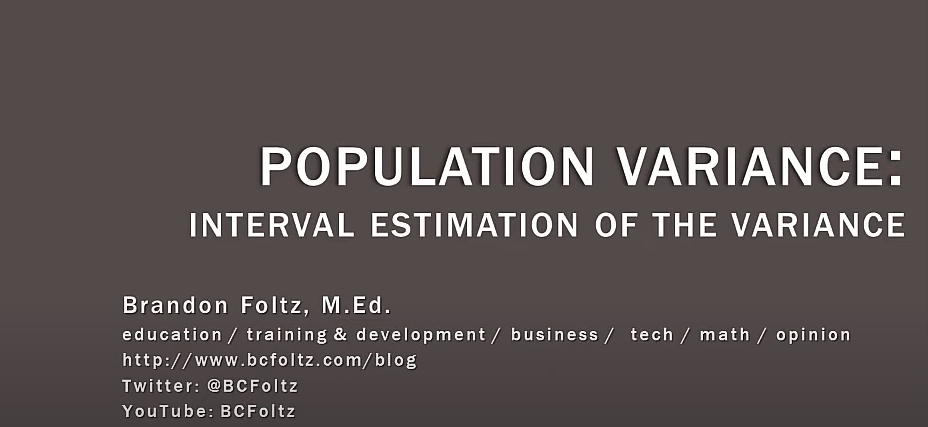 POPULATION VARIANCE:
INTERVAL ESTIMATION OF THE VARIANCE
Brandon Foltz, M.Ed.
education / training & development / business / tech / math / opinion
http://www.bcfoltz.com/blog
Twitter: @BCFoltz
YouTube: BCFoltz